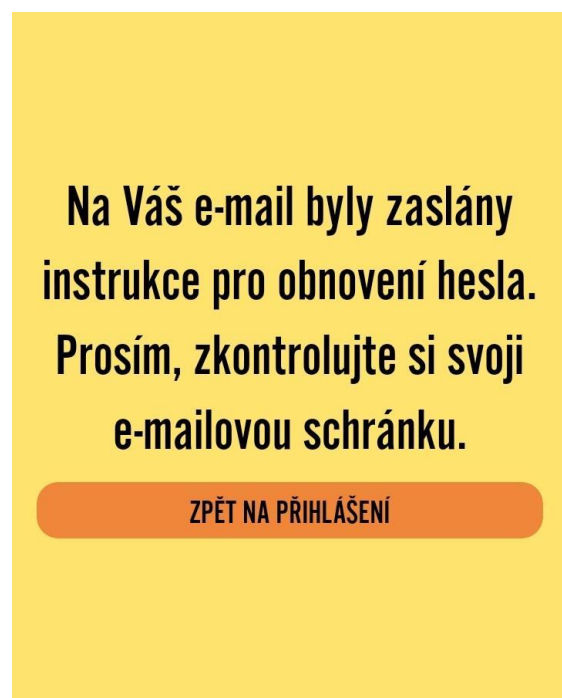 Na Váš e-mail byly zaslány
instrukce pro obnovení hesla.
Prosím, zkontrolujte si svoji
e-mailovou schránku.
ZPĚT NA PŘIHLÁŠENÍ